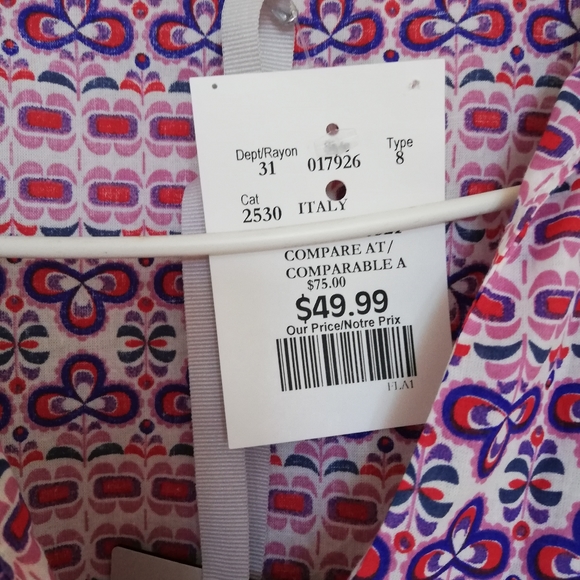 Dept/Rayon Type
31 017926 8
Cat
2530 ITALY
COMPARE AT/
COMPARABLE A
$75.00
$49.99
Our Price/Notre Prix